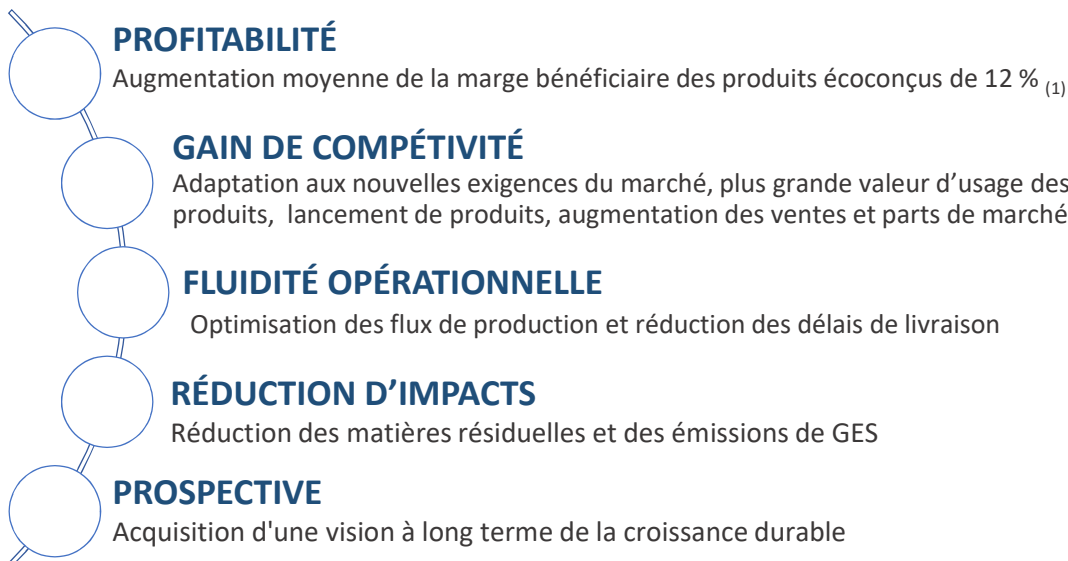 PROFITABILITÉ
Augmentation moyenne de la marge bénéficiaire des produits écoconçus de 12 % (1)
GAIN DE COMPÉTIVITÉ
Adaptation aux nouvelles exigences du marché, plus grande valeur d’usage des
produits, lancement de produits, augmentation des ventes et parts de marché
FLUIDITÉ OPÉRATIONNELLE
Optimisation des flux de production et réduction des délais de livraison
RÉDUCTION D’IMPACTS
Réduction des matières résiduelles et des émissions de GES
PROSPECTIVE
Acquisition d'une vision à long terme de la croissance durable